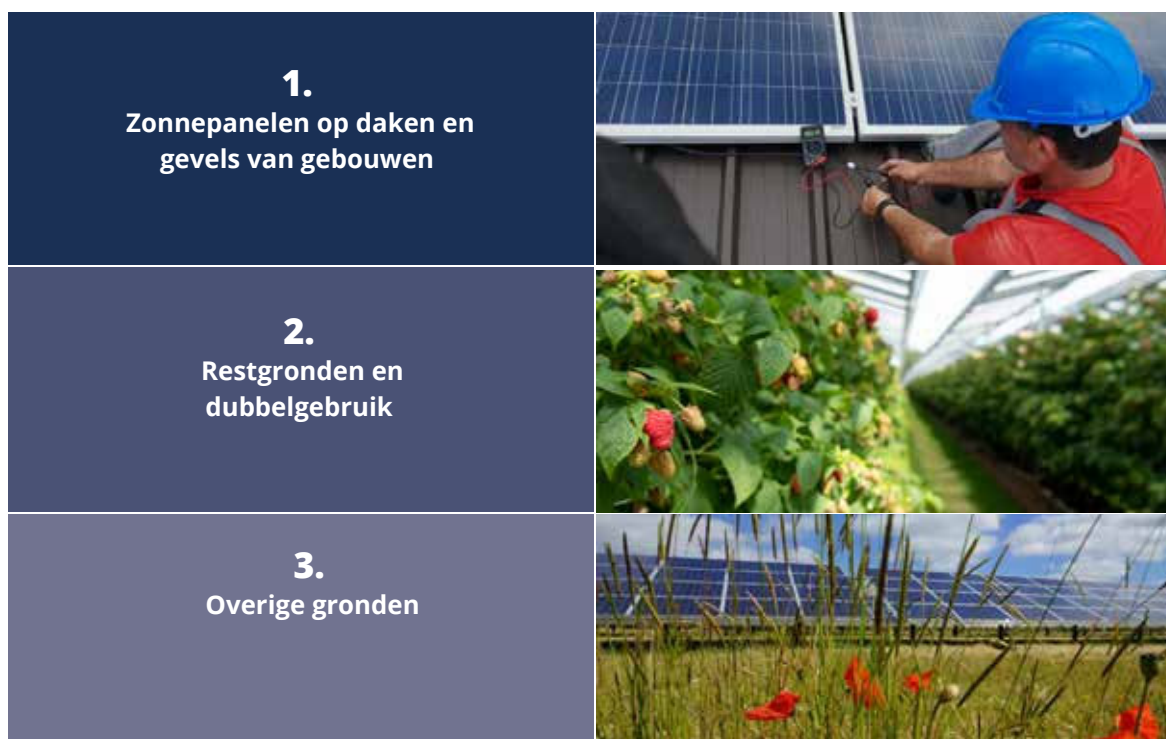 1.
Zonnepanelen op daken en
gevels van gebouwen
2.
Restgronden en
dubbelgebruik
3.
Overige gronden